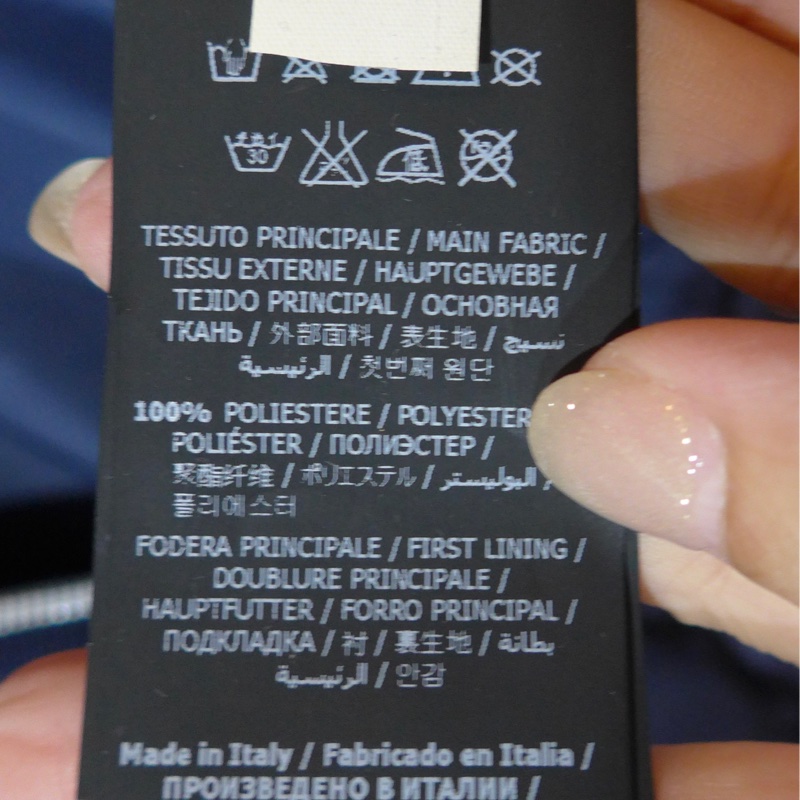 30
低
TESSUTO PRINCIPALE / MAIN FABRIC /
TISSU EXTERNE / HAUPTGEWEBE /
TEJIDO PRINCIPAL / ОСНОВНАЯ
ТКАНЬ / 外部面料 / 表生地 / نسيج
الرئيسية / 첫번째 원단
100% POLIESTERE / POLYESTER
POLIÉSTER / ПОЛИЭСТЕР /
聚酯纤维 / ポリエステル / البوليستر /
폴리에스터
FODERA PRINCIPALE / FIRST LINING /
DOUBLURE PRINCIPALE /
HAUPTFUTTER / FORRO PRINCIPAL /
ПОДКЛАДКА / 衬 / 裏生地 / بطانة
الرئيسية / 안감
Made in Italy / Fabricado en Italia /
ПРОИЗВЕДЕНО В ИТАЛИИ /